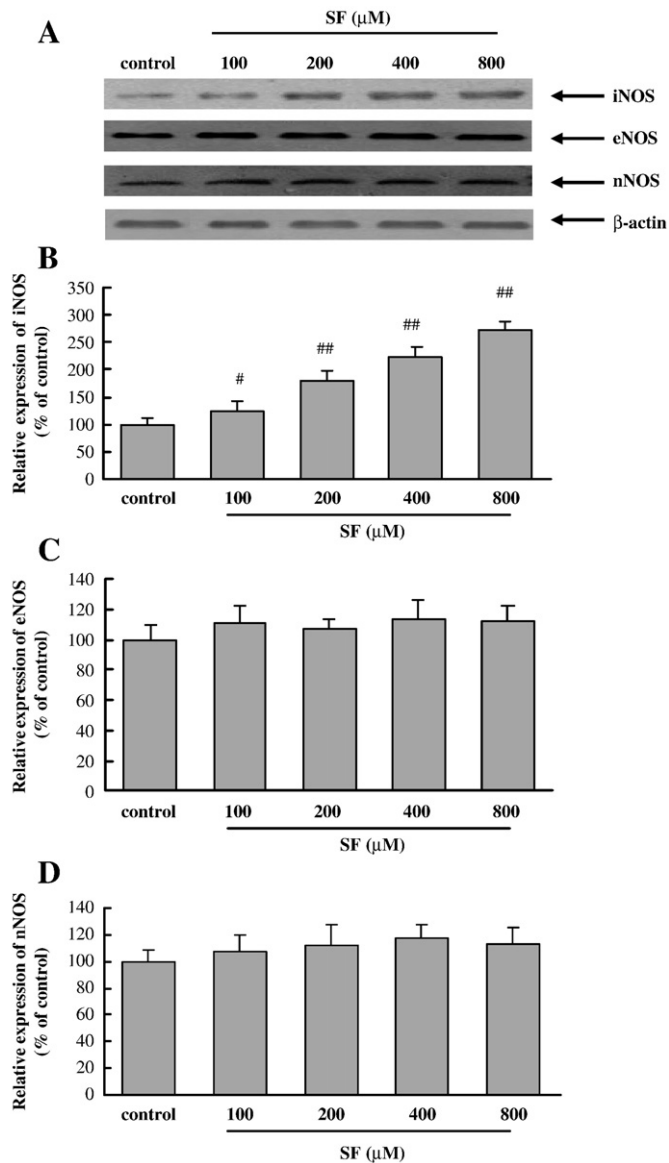 A
SF (μM)
control 100 200 400 800
iNOS
eNOS
nNOS
β-actin
B
Relative expression of iNOS
(% of control)
350
300
250
200
150
100
50
0
#
##
##
##
control 100 200 400 800
SF (μM)
C
Relative expression of eNOS
(% of control)
140
120
100
80
60
40
20
0
control 100 200 400 800
SF (μM)
D
Relative expression of nNOS
(% of control)
140
120
100
80
60
40
20
0
control 100 200 400 800
SF (μM)